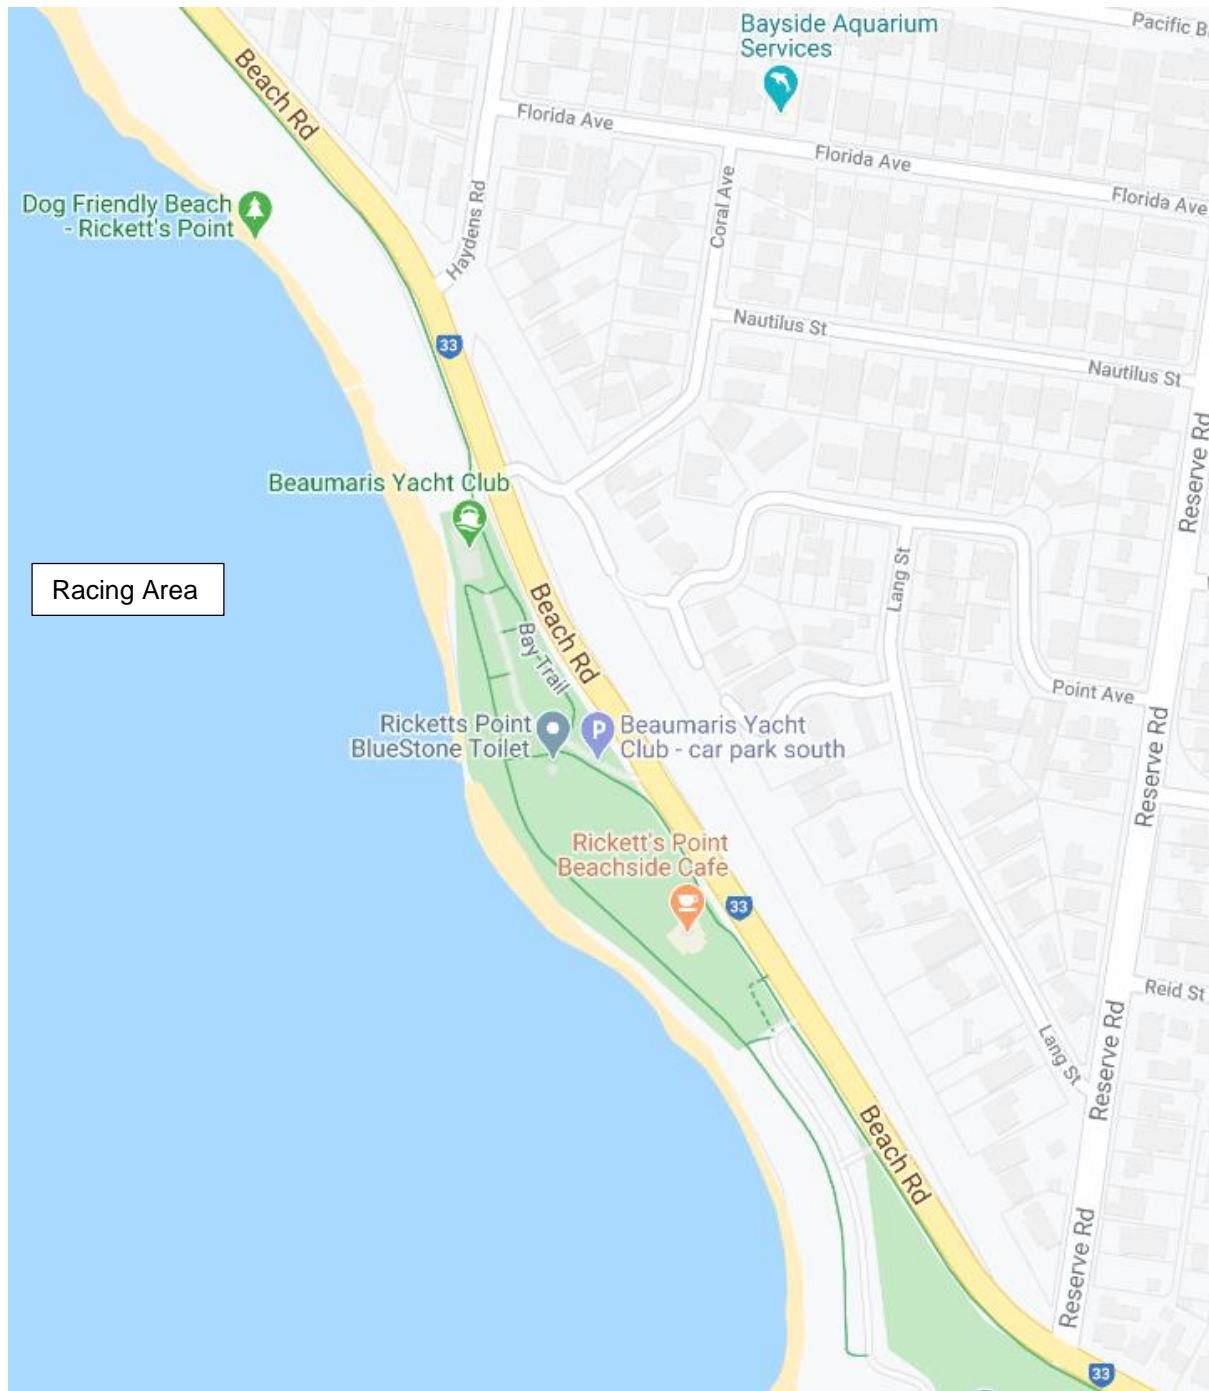 Bayside Aquarium
Services
Pacific B
Beach Rd
Florida Ave
Florida Ave
Florida Ave
Dog Friendly Beach
- Rickett's Point
Haydens Rd
Coral Ave
33
Nautilus St
Nautilus St
Reserve Rd
Beaumaris Yacht Club
Racing Area
Lang St
Beach Rd
Bay Trail
Point Ave
Ricketts Point
BlueStone Toilet
P
Beaumaris Yacht
Club - car park south
Reserve Rd
Rickett's Point
Beachside Cafe
33
Reid St
Lang St
Reserve Rd
Beach Rd
Reserve Rd
33